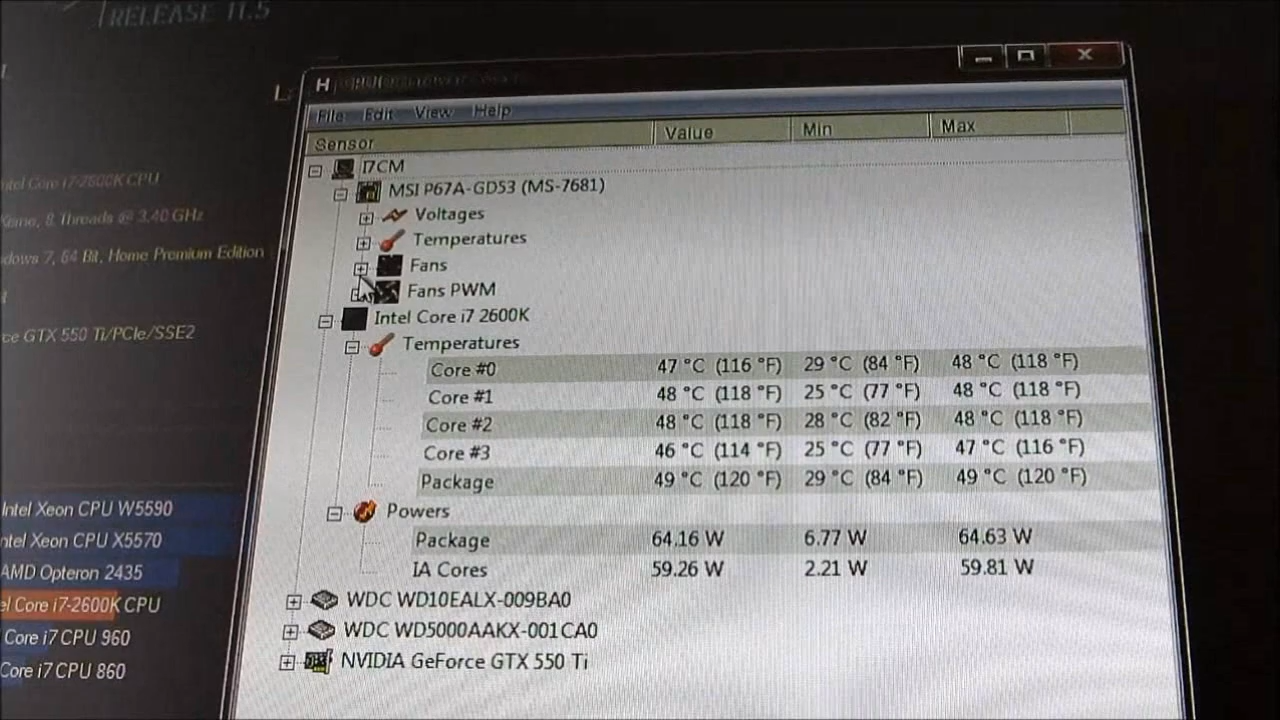 RELEASE 11.5
H CPUID
File Edit View Help
Sensor Value Min Max
I7CM
MSI P67A-GD53 (MS-7681)
Voltages
Temperatures
Fans
Fans PWM
Intel Core i7 2600K
Temperatures
Core #0 47 °C (116 °F) 29 °C (84 °F) 48 °C (118 °F)
Core #1 48 °C (118 °F) 25 °C (77 °F) 48 °C (118 °F)
Core #2 48 °C (118 °F) 28 °C (82 °F) 48 °C (118 °F)
Core #3 46 °C (114 °F) 25 °C (77 °F) 47 °C (116 °F)
Package 49 °C (120 °F) 29 °C (84 °F) 49 °C (120 °F)
Powers
Package 64.16 W 6.77 W 64.63 W
IA Cores 59.26 W 2.21 W 59.81 W
WDC WD10EALX-009BA0
WDC WD5000AAKX-001CA0
NVIDIA GeForce GTX 550 Ti
ntel Core i7-2600K CPU
8 Threads @ 3.40 GHz
dows 7, 64 Bit, Home Premium Edition
ce GTX 550 Ti/PCIe/SSE2
Intel Xeon CPU W5590
ntel Xeon CPU X5570
AMD Opteron 2435
el Core i7-2600K CPU
Core i7 CPU 960
Core i7 CPU 860